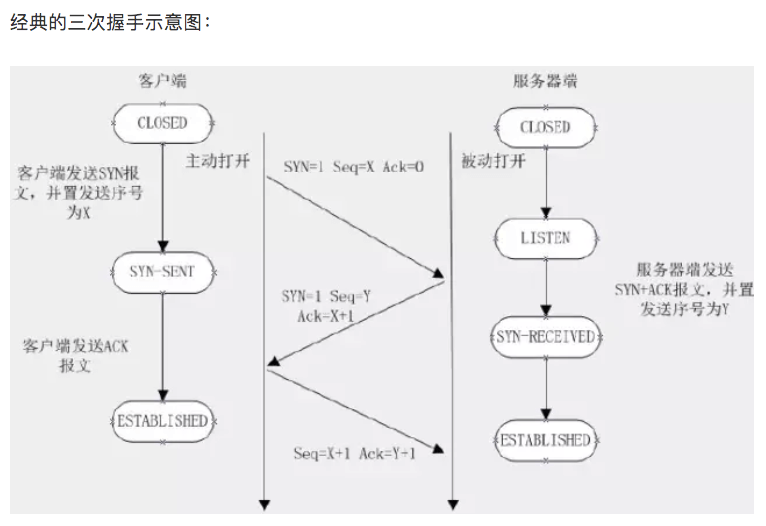 经典的三次握手示意图：
客户端
服务器端
CLOSED
CLOSED
主动打开
SYN=1 Seq=X Ack=0
被动打开
客户端发送SYN报
文，并置发送序号
为X
LISTEN
SYN-SENT
服务器端发送
SYN+ACK报文，并置
发送序号为Y
SYN=1 Seq=Y
Ack=X+1
SYN-RECEIVED
客户端发送ACK
报文
ESTABLISHED
ESTABLISHED
Seq=X+1 Ack=Y+1